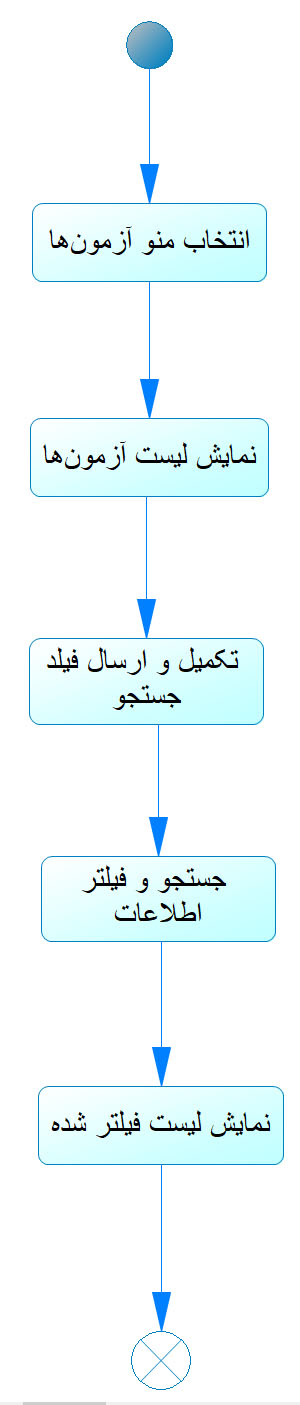 انتخاب منو آزمون‌ها
نمایش لیست آزمون‌ها
تکمیل و ارسال فیلد
جستجو
جستجو و فیلتر
اطلاعات
نمایش لیست فیلتر شده